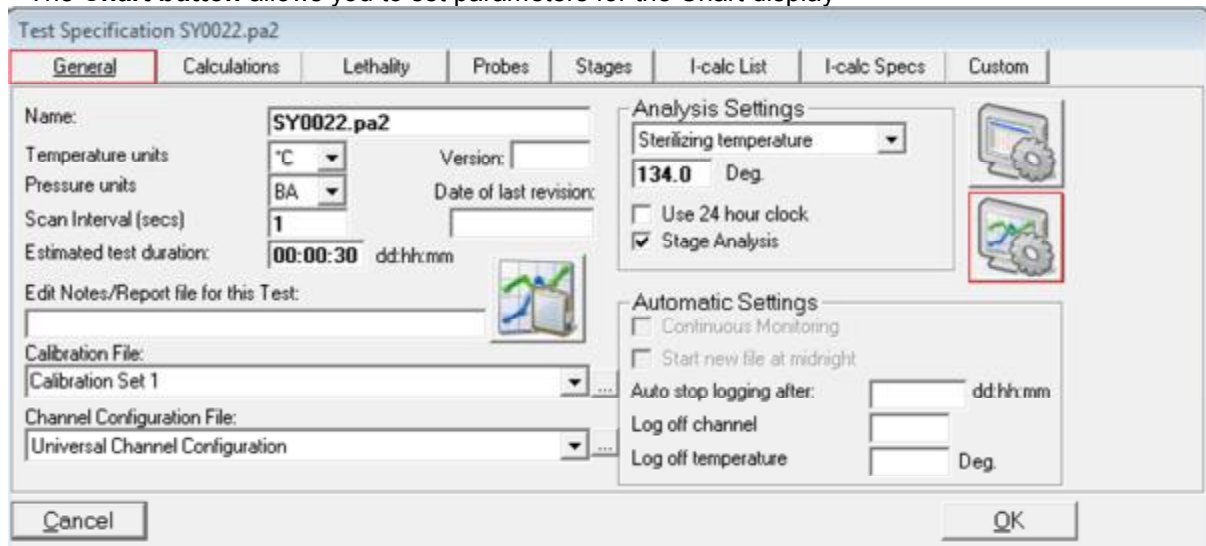 The Chart button allows you to set parameters for the Chart display
Test Specification SY0022.pa2
General Calculations Lethality Probes Stages I-calc List I-calc Specs Custom
Name: SY0022.pa2
Temperature units °C Version:
Pressure units BA Date of last revision:
Scan Interval (secs) 1
Estimated test duration: 00:00:30 dd:hh:mm
Edit Notes/Report file for this Test:
Calibration File:
Calibration Set 1 ...
Channel Configuration File:
Universal Channel Configuration ...
Analysis Settings
Sterilizing temperature
134.0 Deg.
Use 24 hour clock
Stage Analysis
Automatic Settings
Continuous Monitoring
Start new file at midnight
Auto stop logging after: dd:hh:mm
Log off channel
Log off temperature Deg.
Cancel OK